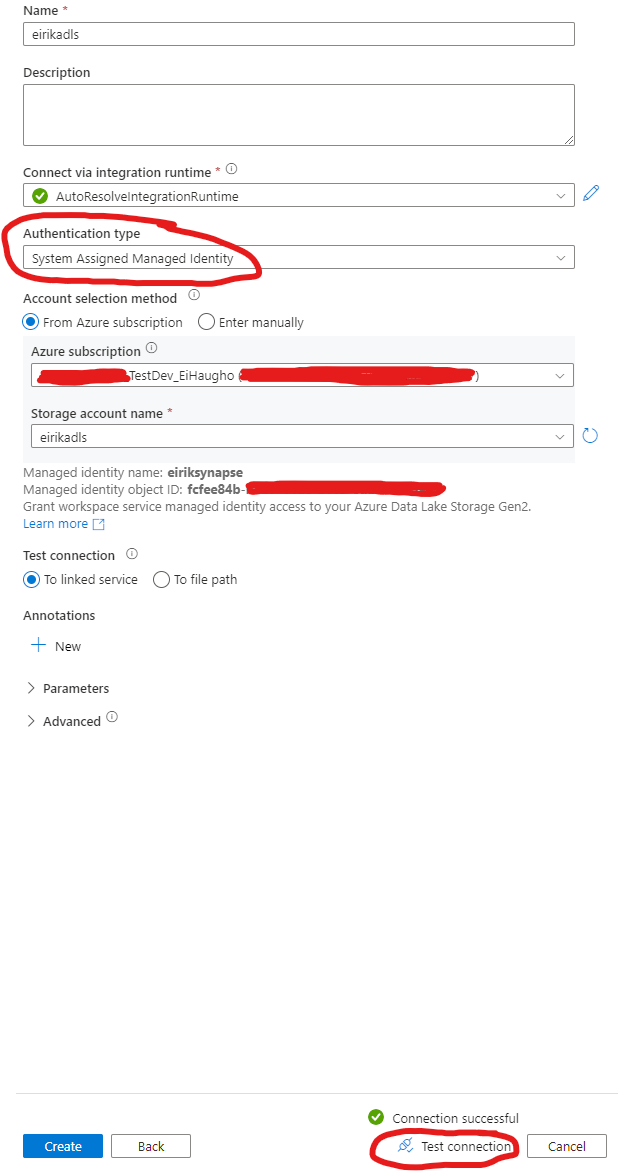 Name *
eirikadls
Description
Connect via integration runtime *
AutoResolveIntegrationRuntime
Authentication type
System Assigned Managed Identity
Account selection method
From Azure subscription Enter manually
Azure subscription
TestDev_EiHaugho ( )
Storage account name *
eirikadls
Managed identity name: eiriksynapse
Managed identity object ID: fcfee84b-
Grant workspace service managed identity access to your Azure Data Lake Storage Gen2.
Learn more
Test connection
To linked service To file path
Annotations
New
Parameters
Advanced
Connection successful
Create Back Test connection Cancel